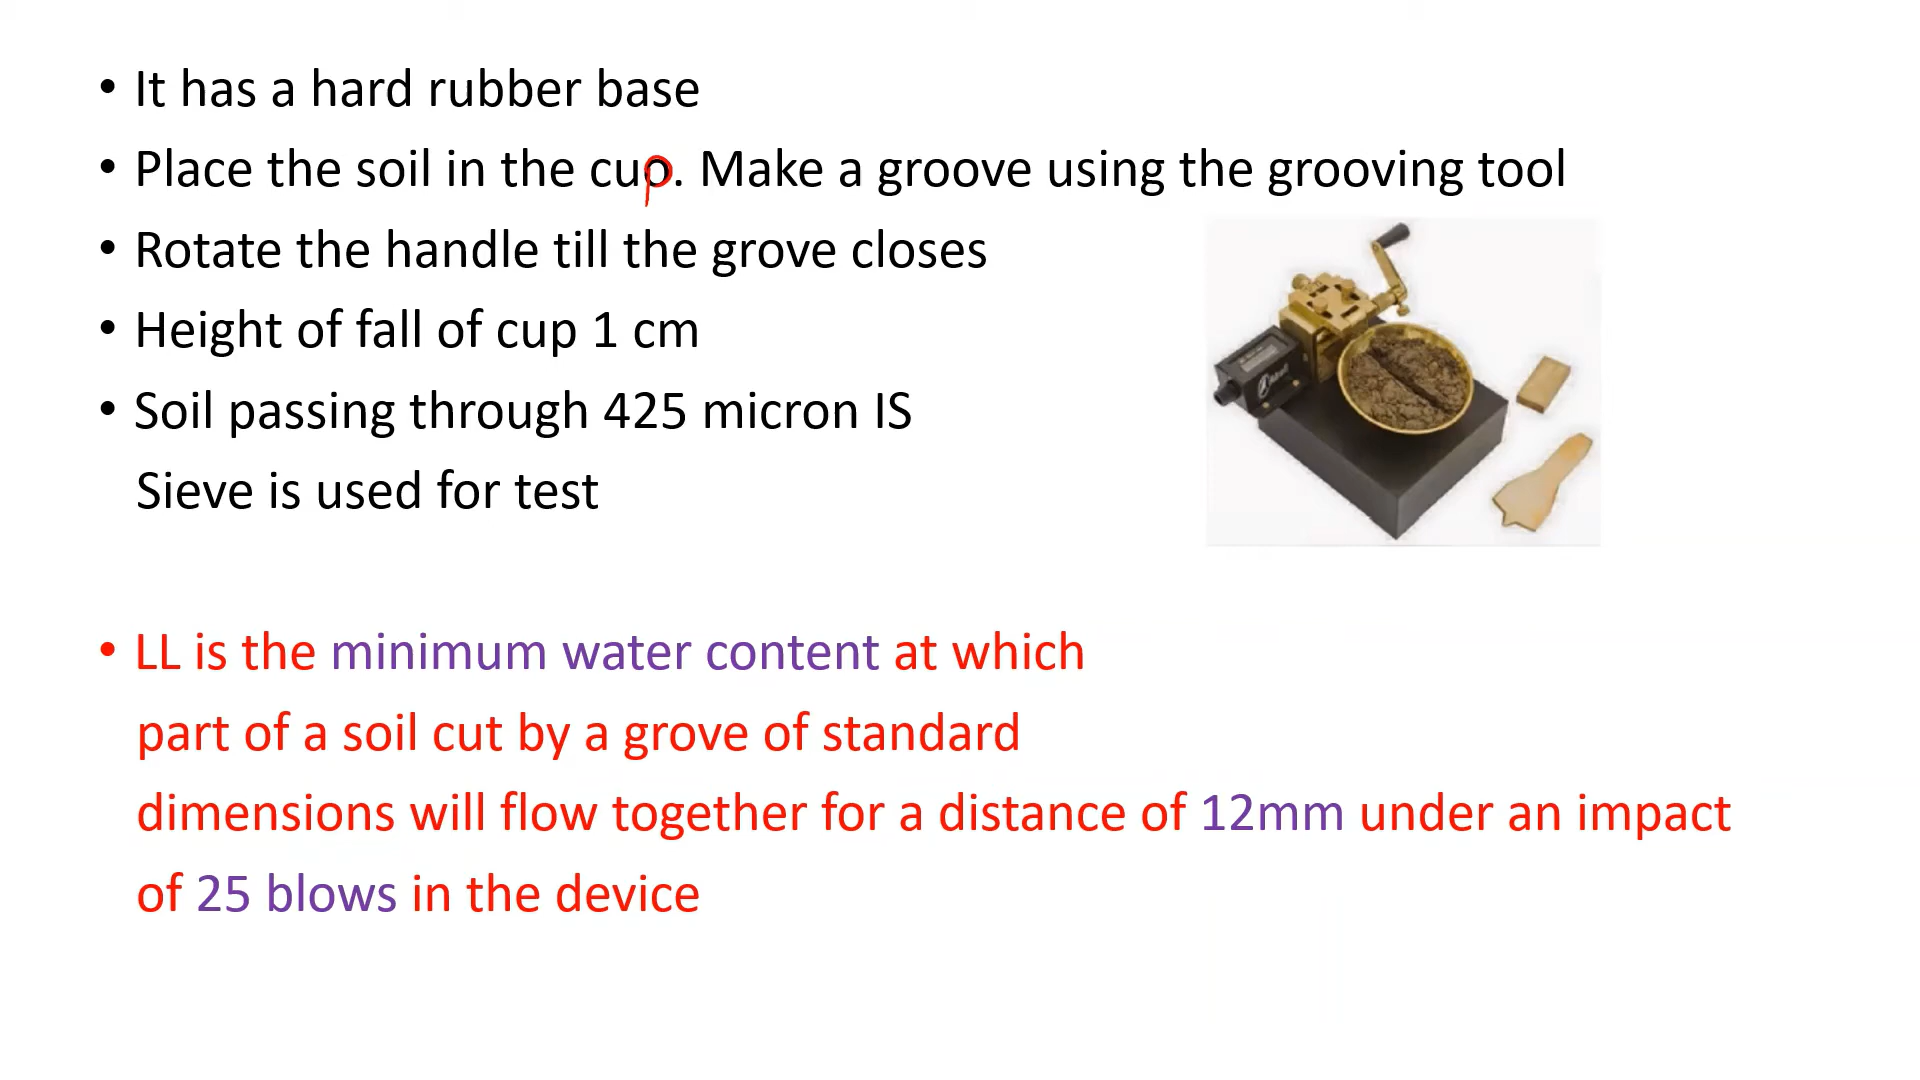 • It has a hard rubber base
• Place the soil in the cup. Make a groove using the grooving tool
• Rotate the handle till the grove closes
• Height of fall of cup 1 cm
• Soil passing through 425 micron IS
Sieve is used for test
• LL is the minimum water content at which
part of a soil cut by a grove of standard
dimensions will flow together for a distance of 12mm under an impact
of 25 blows in the device